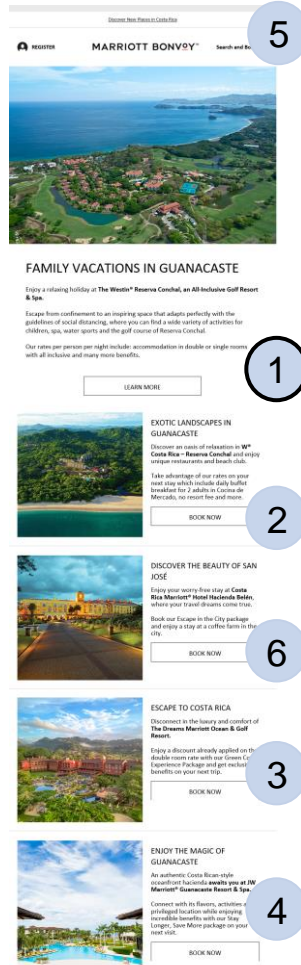 Discover New Places in Costa Rica
5
REGISTER
MARRIOTT BONVOY™
Search and
FAMILY VACATIONS IN GUANACASTE
Enjoy a relaxing holiday at The Westin® Reserva Conchal, an All-Inclusive Golf Resort
& Spa.
Escape from confinement to an inspiring space that adapts perfectly with the
guidelines of social distancing, where you can find a wide variety of activities for
children, spa, water sports and the golf course of Reserva Conchal.
Our rates per person per night include: accommodation in double or single rooms
with all inclusive and many more benefits.
1
LEARN MORE
EXOTIC LANDSCAPES IN
GUANACASTE
Discover an oasis of relaxation in W®
Costa Rica – Reserva Conchal and enjoy
unique restaurants and beach club.
Take advantage of our rates on your
next stay which include daily buffet
breakfast for 2 adults in Cocina de
Mercado, no resort fee and more.
BOOK NOW
2
DISCOVER THE BEAUTY OF SAN
JOSÉ
Enjoy your worry-free stay at Costa
Rica Marriott® Hotel Hacienda Belén,
where your travel dreams come true.
Book our Escape in the City package
and enjoy a stay at a coffee farm in the
city.
BOOK NOW
6
ESCAPE TO COSTA RICA
Disconnect in the luxury and comfort of
The Dreams Marriott Ocean & Golf
Resort.
Enjoy a discount already applied on the
double room rate with our Green
Experience Package and get
benefits on your next trip.
BOOK NOW
3
ENJOY THE MAGIC OF
GUANACASTE
An authentic Costa Rican-style
oceanfront hacienda awaits you at JW
Marriott® Guanacaste Resort & Spa.
Connect with its flavors, activities
privileged location while enjoying
incredible benefits with our Stay
Longer, Save More package on your
next visit.
BOOK NOW
4